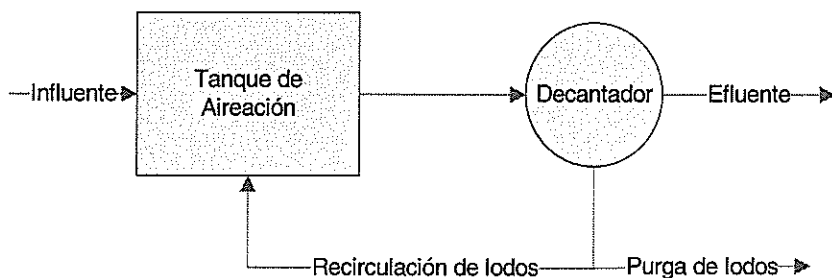 Influente
Tanque de
Aireación
Decantador
Efluente
Recirculación de lodos
Purga de lodos